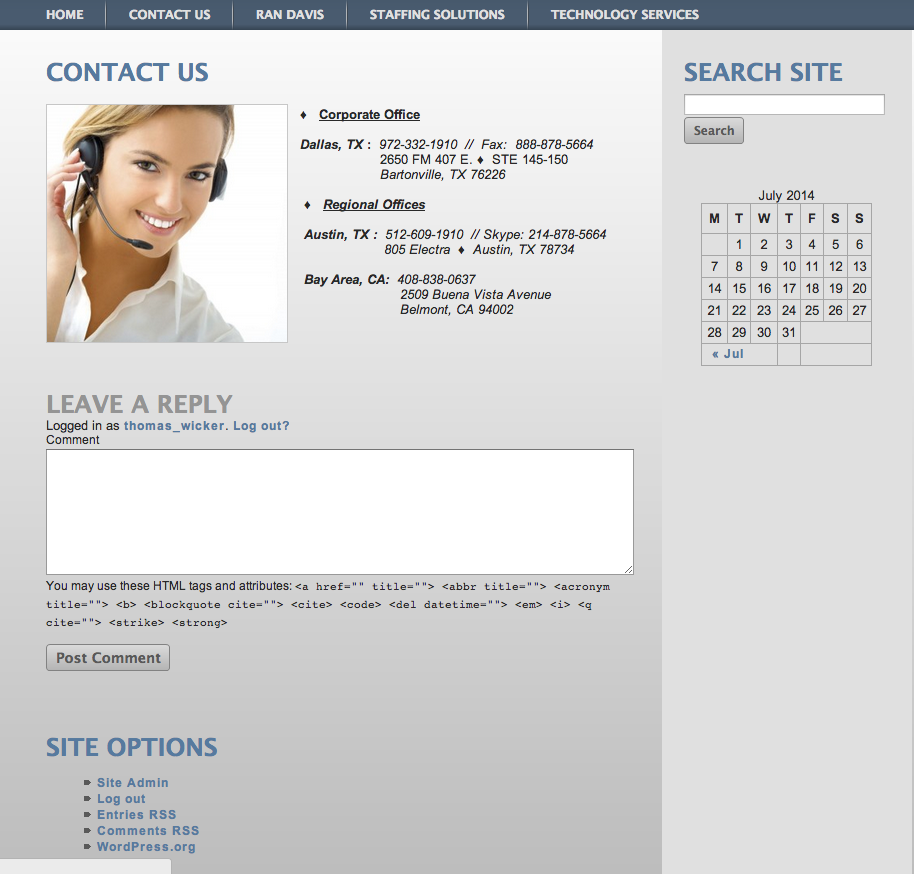 HOME CONTACT US RAN DAVIS STAFFING SOLUTIONS TECHNOLOGY SERVICES
CONTACT US
♦ Corporate Office
Dallas, TX : 972-332-1910 // Fax: 888-878-5664
2650 FM 407 E. ♦ STE 145-150
Bartonville, TX 76226
♦ Regional Offices
Austin, TX : 512-609-1910 // Skype: 214-878-5664
805 Electra ♦ Austin, TX 78734
Bay Area, CA: 408-838-0637
2509 Buena Vista Avenue
Belmont, CA 94002
LEAVE A REPLY
Logged in as thomas_wicker. Log out?
Comment
You may use these HTML tags and attributes: <a href="" title=""> <abbr title=""> <acronym
title=""> <b> <blockquote cite=""> <cite> <code> <del datetime=""> <em> <i> <q
cite=""> <strike> <strong>
Post Comment
SITE OPTIONS
Site Admin
Log out
Entries RSS
Comments RSS
WordPress.org
SEARCH SITE
Search
July 2014
M T W T F S S
1 2 3 4 5 6
7 8 9 10 11 12 13
14 15 16 17 18 19 20
21 22 23 24 25 26 27
28 29 30 31
« Jul